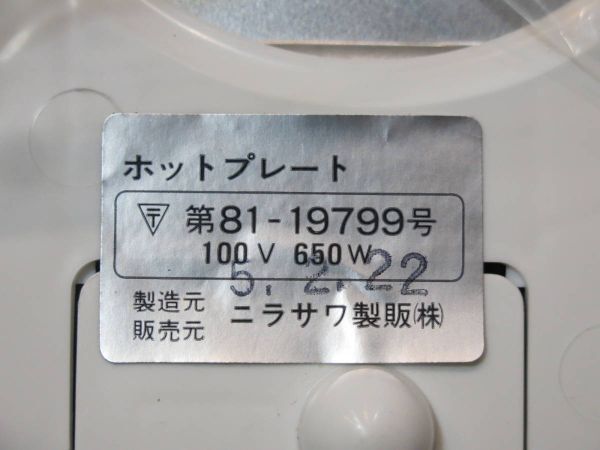 ホットプレート
〒 第81-19799号
100V 650W
5. 2. 22
製造元
販売元 ニラサワ製販(株)